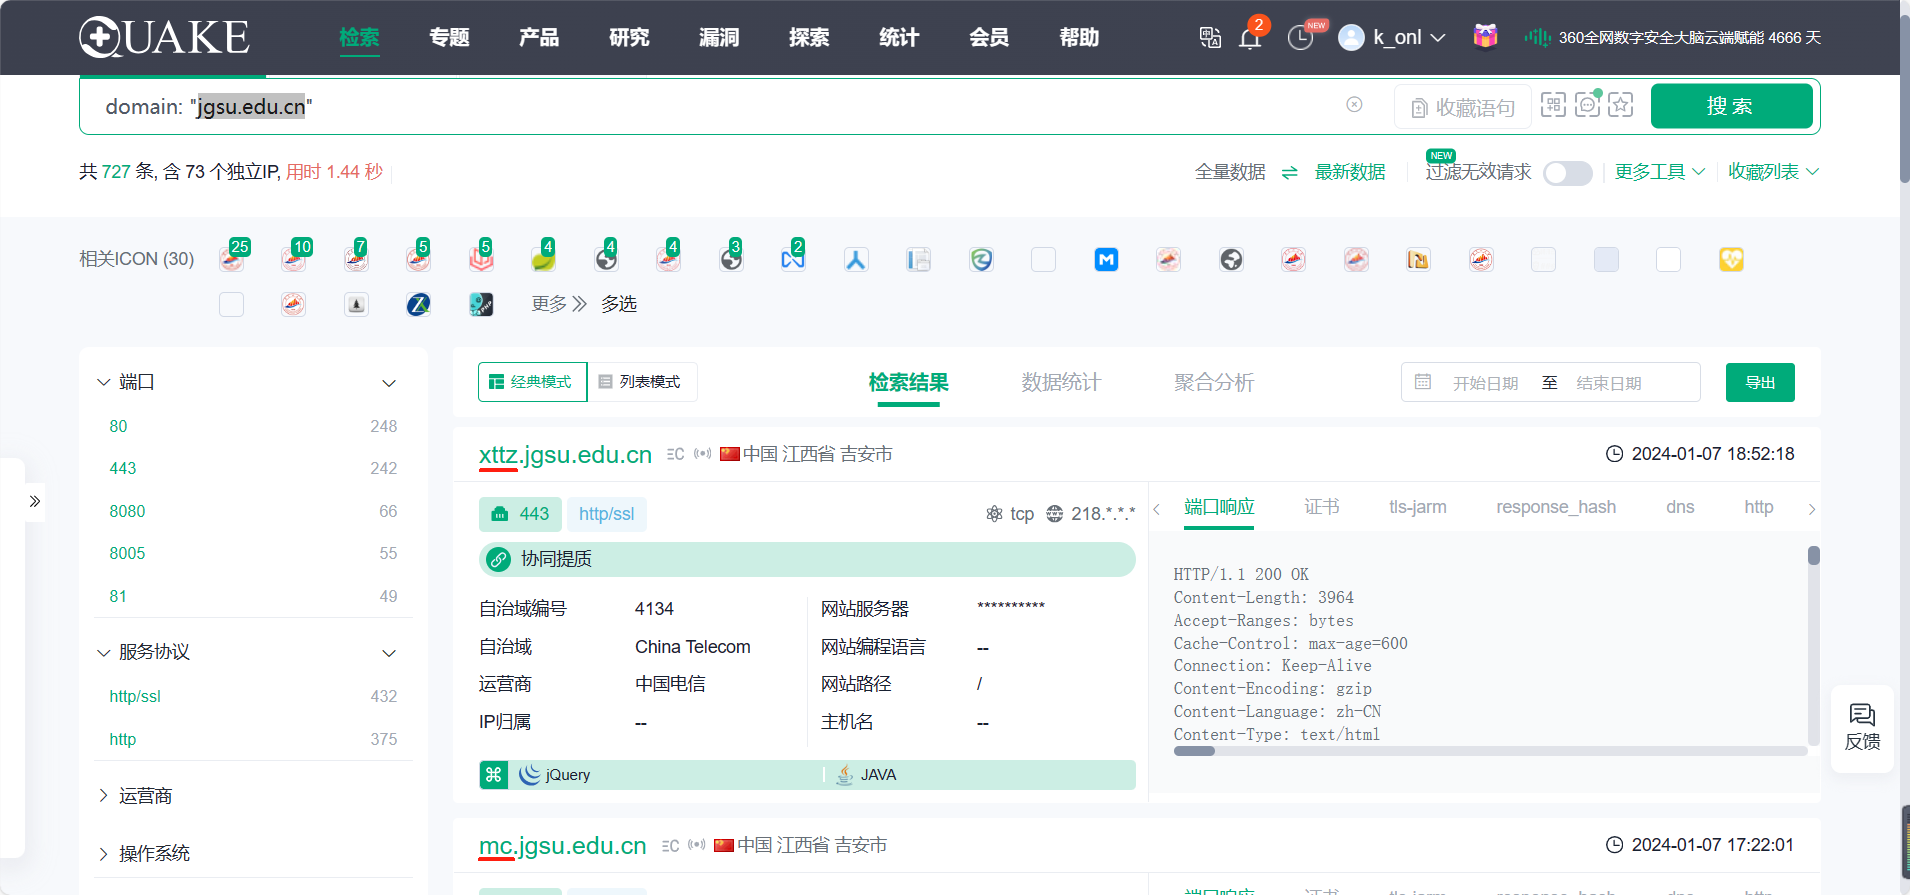 QUAKE
检索 专题 产品 研究 漏洞 探索 统计 会员 帮助
2 NEW k_onl 360全网数字安全大脑云端赋能 4666 天
domain: "jgsu.edu.cn" 收藏语句 搜索
共 727 条, 含 73 个独立IP, 用时 1.44 秒
全量数据 最新数据 NEW 过滤无效请求 更多工具 收藏列表
相关ICON (30) 25 10 7 5 5 4 4 4 3 2
更多 多选
端口
80 248
443 242
8080 66
8005 55
81 49
服务协议
http/ssl 432
http 375
运营商
操作系统
经典模式 列表模式 检索结果 数据统计 聚合分析 开始日期 至 结束日期 导出
xttz.jgsu.edu.cn 中国 江西省 吉安市 2024-01-07 18:52:18
443 http/ssl tcp 218.*.*.*
协同提质
自治域编号 4134 网站服务器 **********
自治域 China Telecom 网站编程语言 --
运营商 中国电信 网站路径 /
IP归属 -- 主机名 --
jQuery JAVA
端口响应 证书 tls-jarm response_hash dns http
HTTP/1.1 200 OK
Content-Length: 3964
Accept-Ranges: bytes
Cache-Control: max-age=600
Connection: Keep-Alive
Content-Encoding: gzip
Content-Language: zh-CN
Content-Type: text/html
反馈
mc.jgsu.edu.cn 中国 江西省 吉安市 2024-01-07 17:22:01
端口响应 证书 tls-jarm response_hash dns http